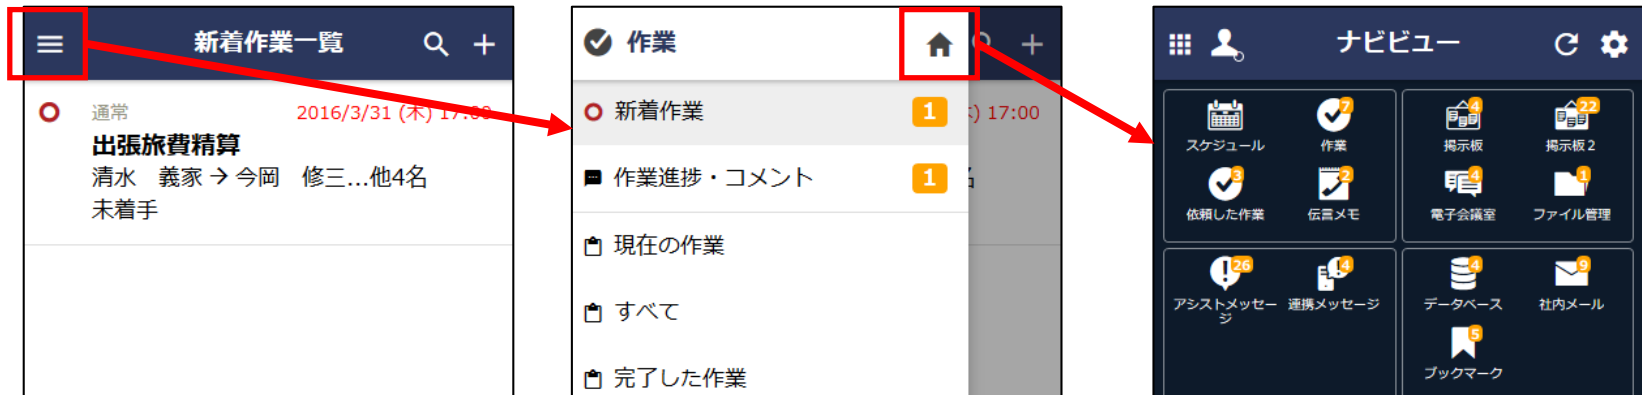 新着作業一覧
通常
2016/3/31 (木) 17:00
出張旅費精算
清水 義家→今岡 修三...他4名
未着手
作業
新着作業 1
作業進捗・コメント 1
現在の作業
すべて
完了した作業
) 17:00
ナビビュー
7
4
22
スケジュール
作業
掲示板
掲示板2
3
2
4
1
依頼した作業
伝言メモ
電子会議室
ファイル管理
26
4
4
9
アシストメッセー
ジ
連携メッセージ
データベース
社内メール
5
ブックマーク